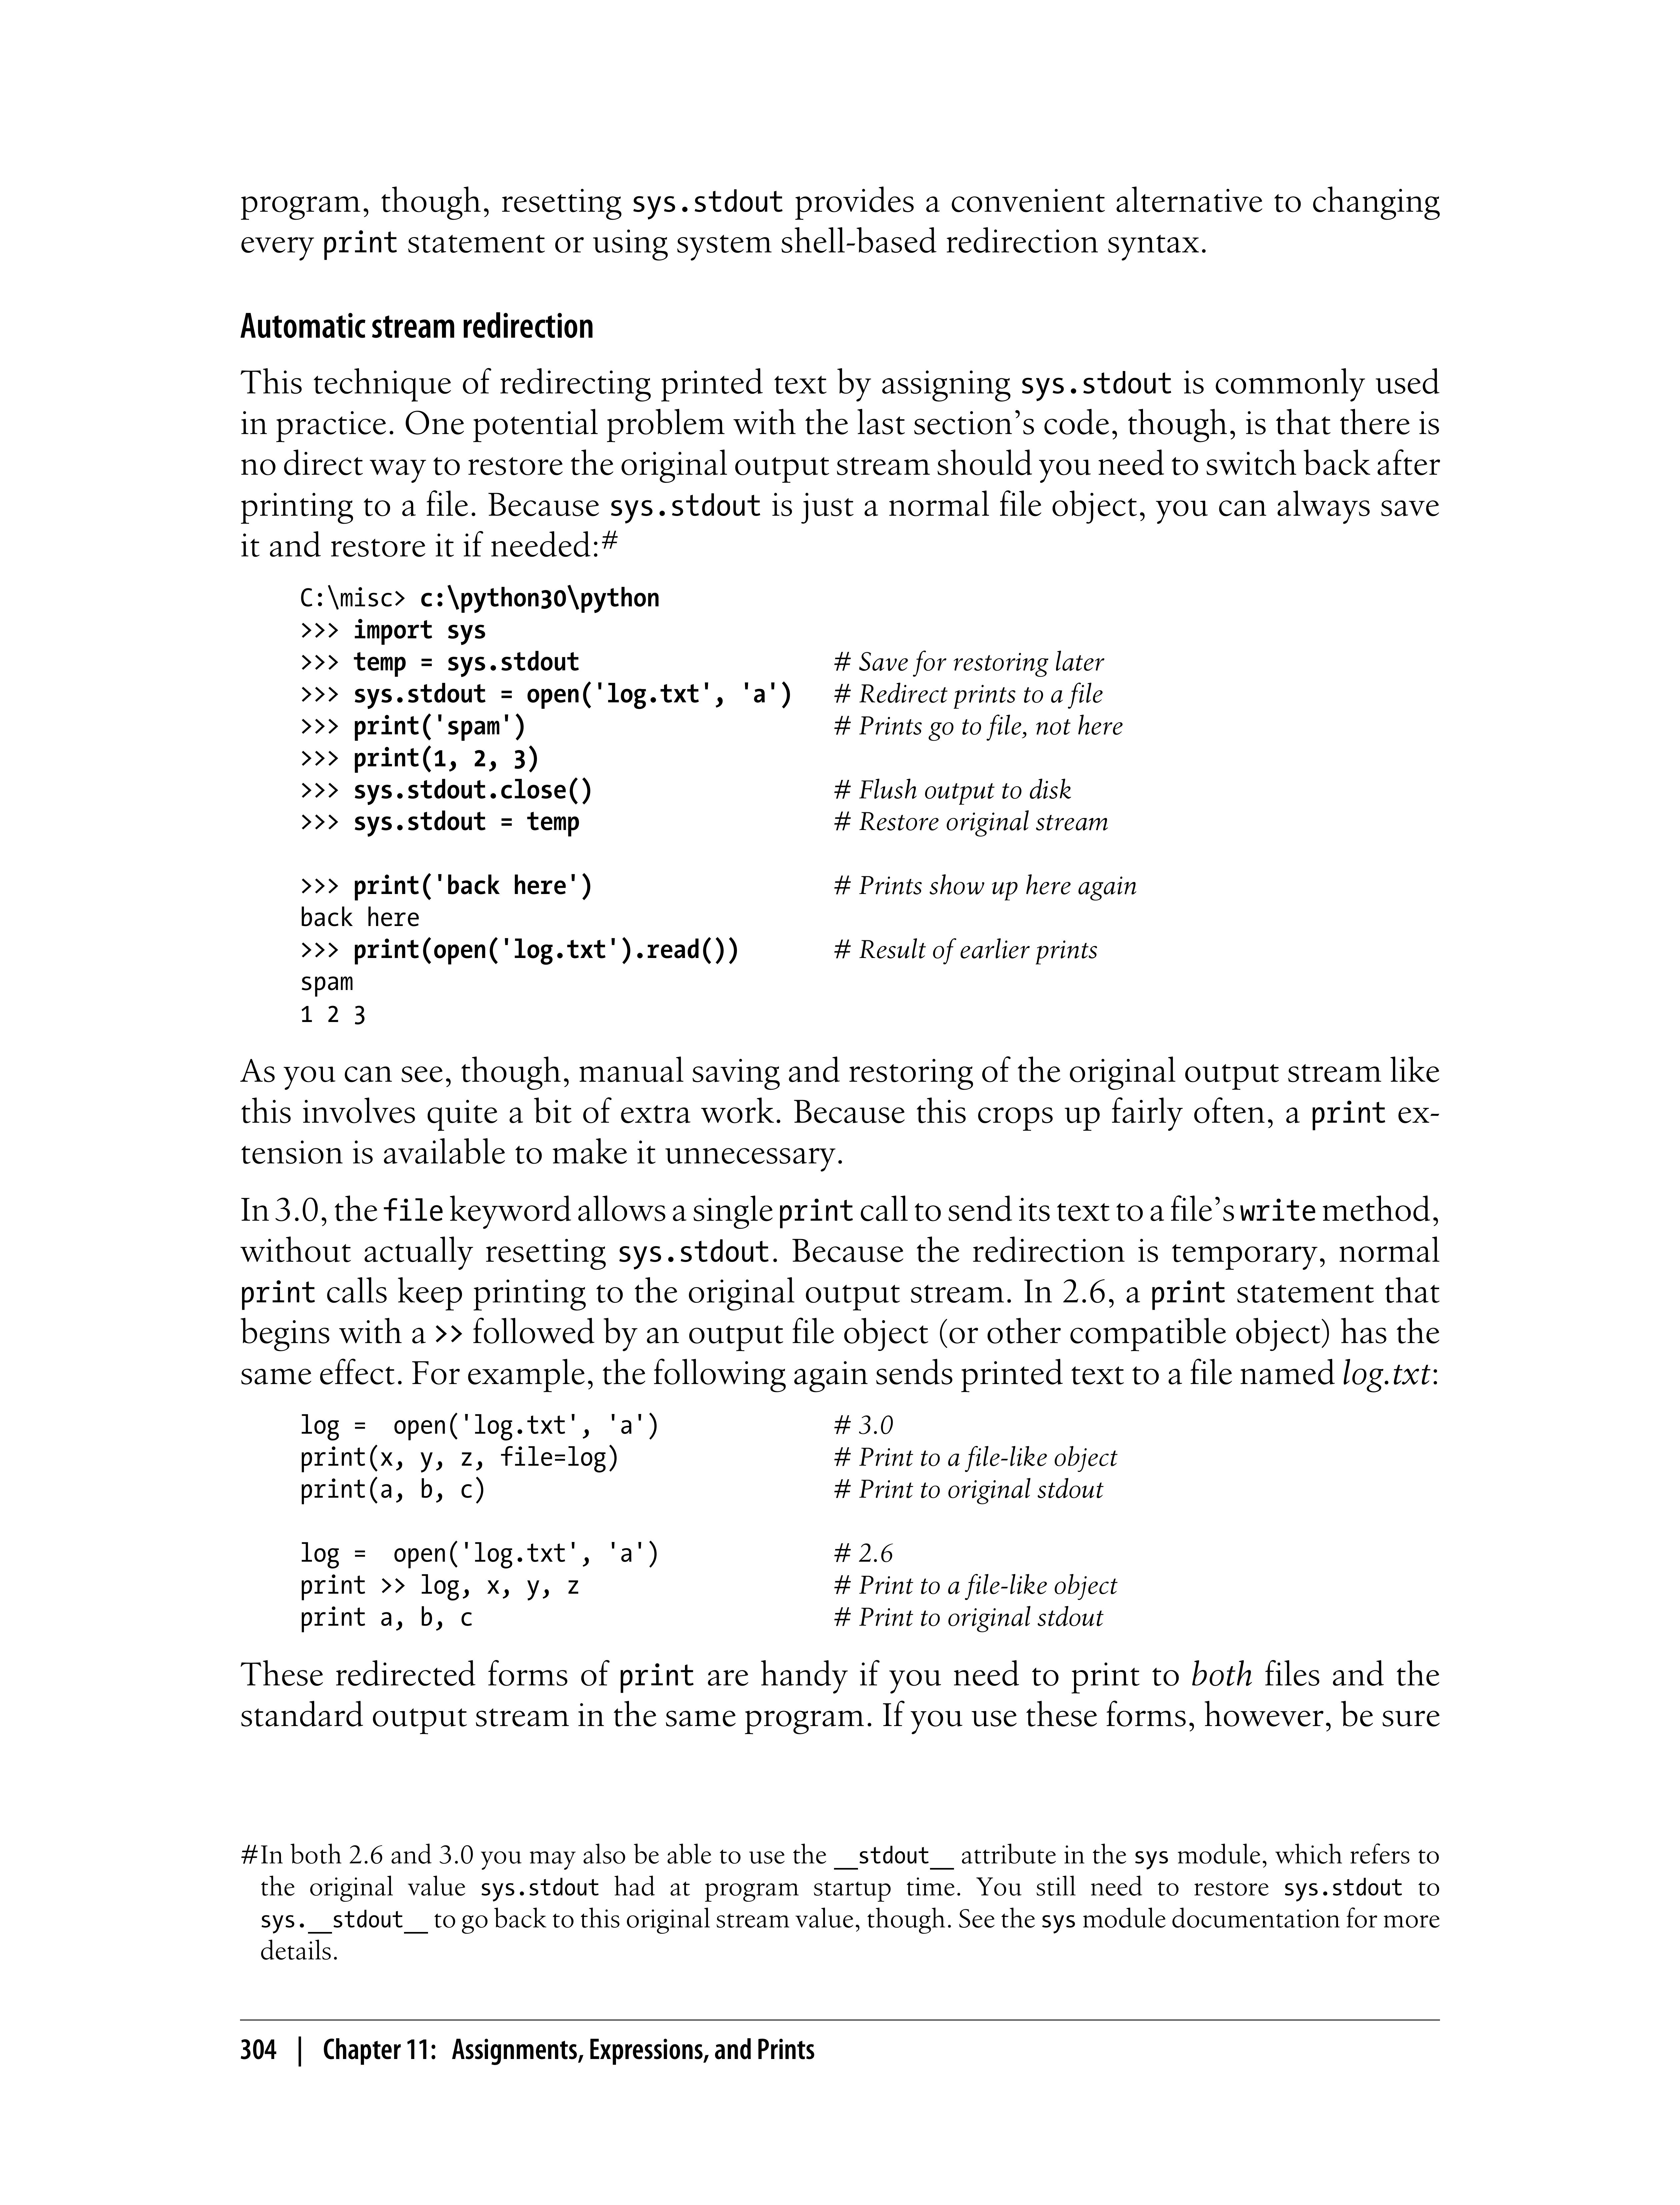 program, though, resetting sys.stdout provides a convenient alternative to changing
every print statement or using system shell-based redirection syntax.
Automatic stream redirection
This technique of redirecting printed text by assigning sys.stdout is commonly used
in practice. One potential problem with the last section’s code, though, is that there is
no direct way to restore the original output stream should you need to switch back after
printing to a file. Because sys.stdout is just a normal file object, you can always save
it and restore it if needed:#
C:\misc> c:\python30\python
>>> import sys
>>> temp = sys.stdout # Save for restoring later
>>> sys.stdout = open('log.txt', 'a') # Redirect prints to a file
>>> print('spam') # Prints go to file, not here
>>> print(1, 2, 3)
>>> sys.stdout.close() # Flush output to disk
>>> sys.stdout = temp # Restore original stream
>>> print('back here') # Prints show up here again
back here
>>> print(open('log.txt').read()) # Result of earlier prints
spam
1 2 3
As you can see, though, manual saving and restoring of the original output stream like
this involves quite a bit of extra work. Because this crops up fairly often, a print ex-
tension is available to make it unnecessary.
In 3.0, the file keyword allows a single print call to send its text to a file’s write method,
without actually resetting sys.stdout. Because the redirection is temporary, normal
print calls keep printing to the original output stream. In 2.6, a print statement that
begins with a >> followed by an output file object (or other compatible object) has the
same effect. For example, the following again sends printed text to a file named log.txt:
log =  open('log.txt', 'a') # 3.0
print(x, y, z, file=log) # Print to a file-like object
print(a, b, c) # Print to original stdout
log =  open('log.txt', 'a') # 2.6
print >> log, x, y, z # Print to a file-like object
print a, b, c # Print to original stdout
These redirected forms of print are handy if you need to print to both files and the
standard output stream in the same program. If you use these forms, however, be sure
#In both 2.6 and 3.0 you may also be able to use the __stdout__ attribute in the sys module, which refers to
the original value sys.stdout had at program startup time. You still need to restore sys.stdout to
sys.__stdout__ to go back to this original stream value, though. See the sys module documentation for more
details.
304 | Chapter 11: Assignments, Expressions, and Prints